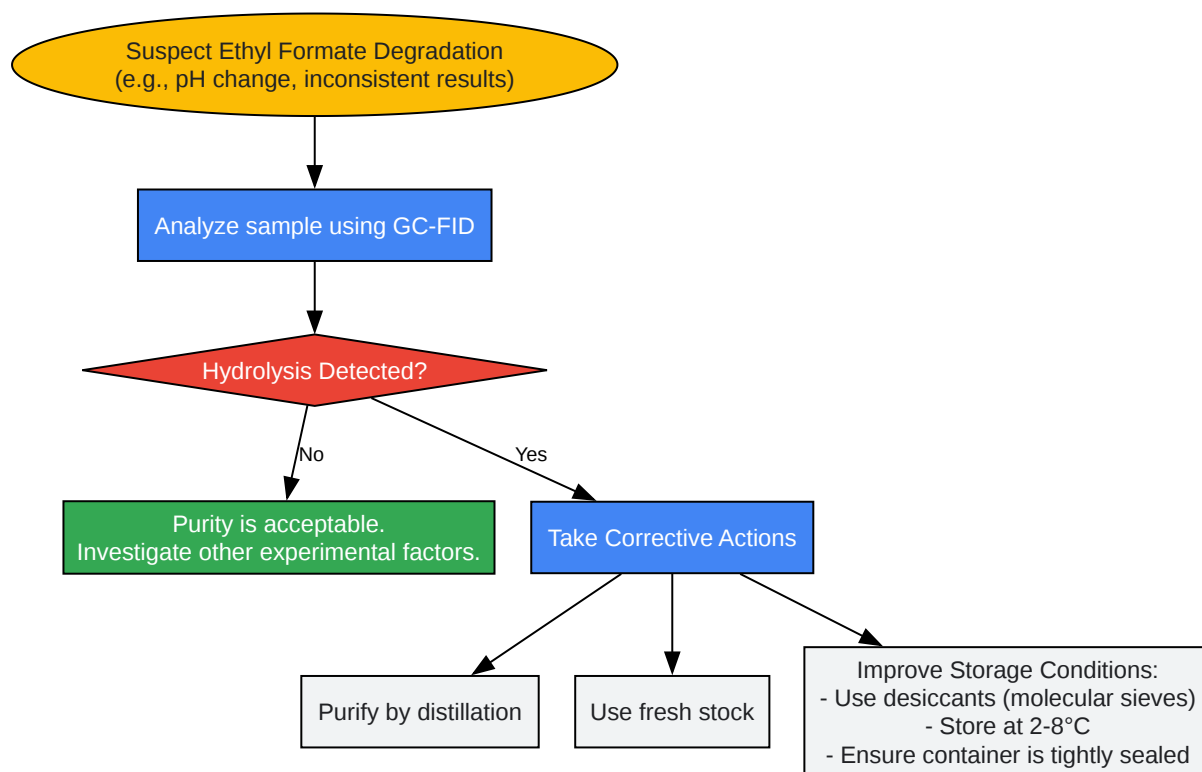 Suspect Ethyl Formate Degradation
(e.g., pH change, inconsistent results)
Analyze sample using GC-FID
Hydrolysis Detected?
No
Yes
Purity is acceptable.
Investigate other experimental factors.
Take Corrective Actions
Purify by distillation
Use fresh stock
Improve Storage Conditions:
- Use desiccants (molecular sieves)
- Store at 2-8°C
- Ensure container is tightly sealed